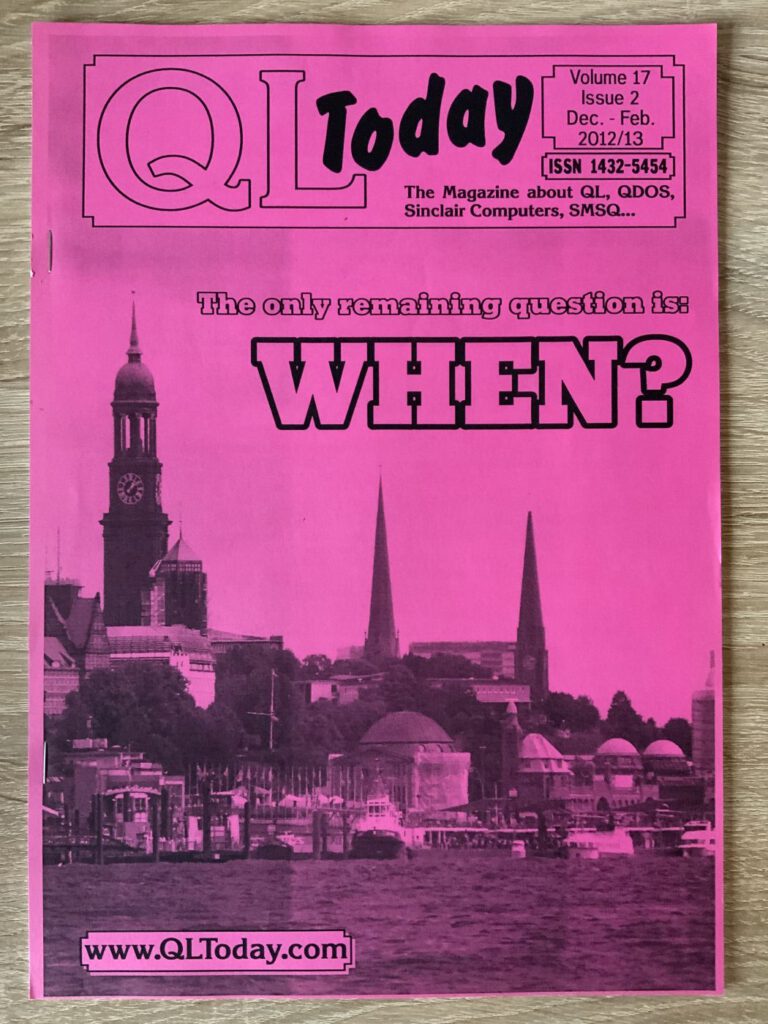 QL Today
Volume 17
Issue 2
Dec. - Feb.
2012/13
ISSN 1432-5454
The Magazine about QL, QDOS,
Sinclair Computers, SMSQ...
The only remaining question is:
WHEN?
www.QLToday.com